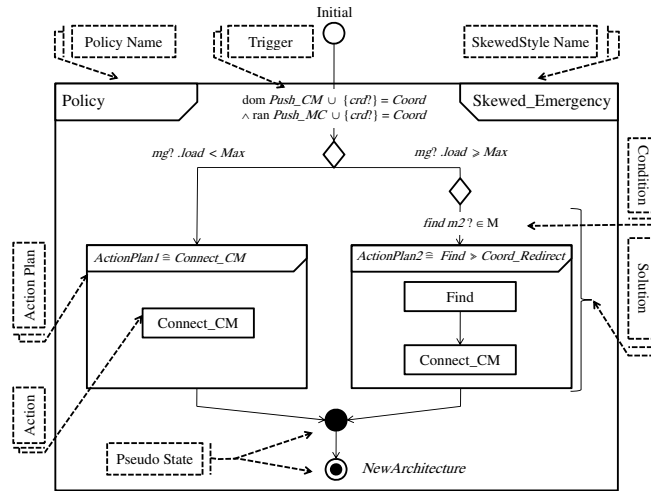 Initial
Policy Name
Trigger
SkewedStyle Name
Policy
dom Push_CM ∪ {crd?} = Coord
∧ ran Push_MC ∪ {crd?} = Coord
Skewed_Emergency
mg? .load < Max
mg? .load ⩾ Max
Condition
find m2? ∈ M
ActionPlan1 ≅ Connect_CM
ActionPlan2 ≅ Find ⩾ Coord_Redirect
Action Plan
Solution
Find
Connect_CM
Connect_CM
Action
Pseudo State
NewArchitecture